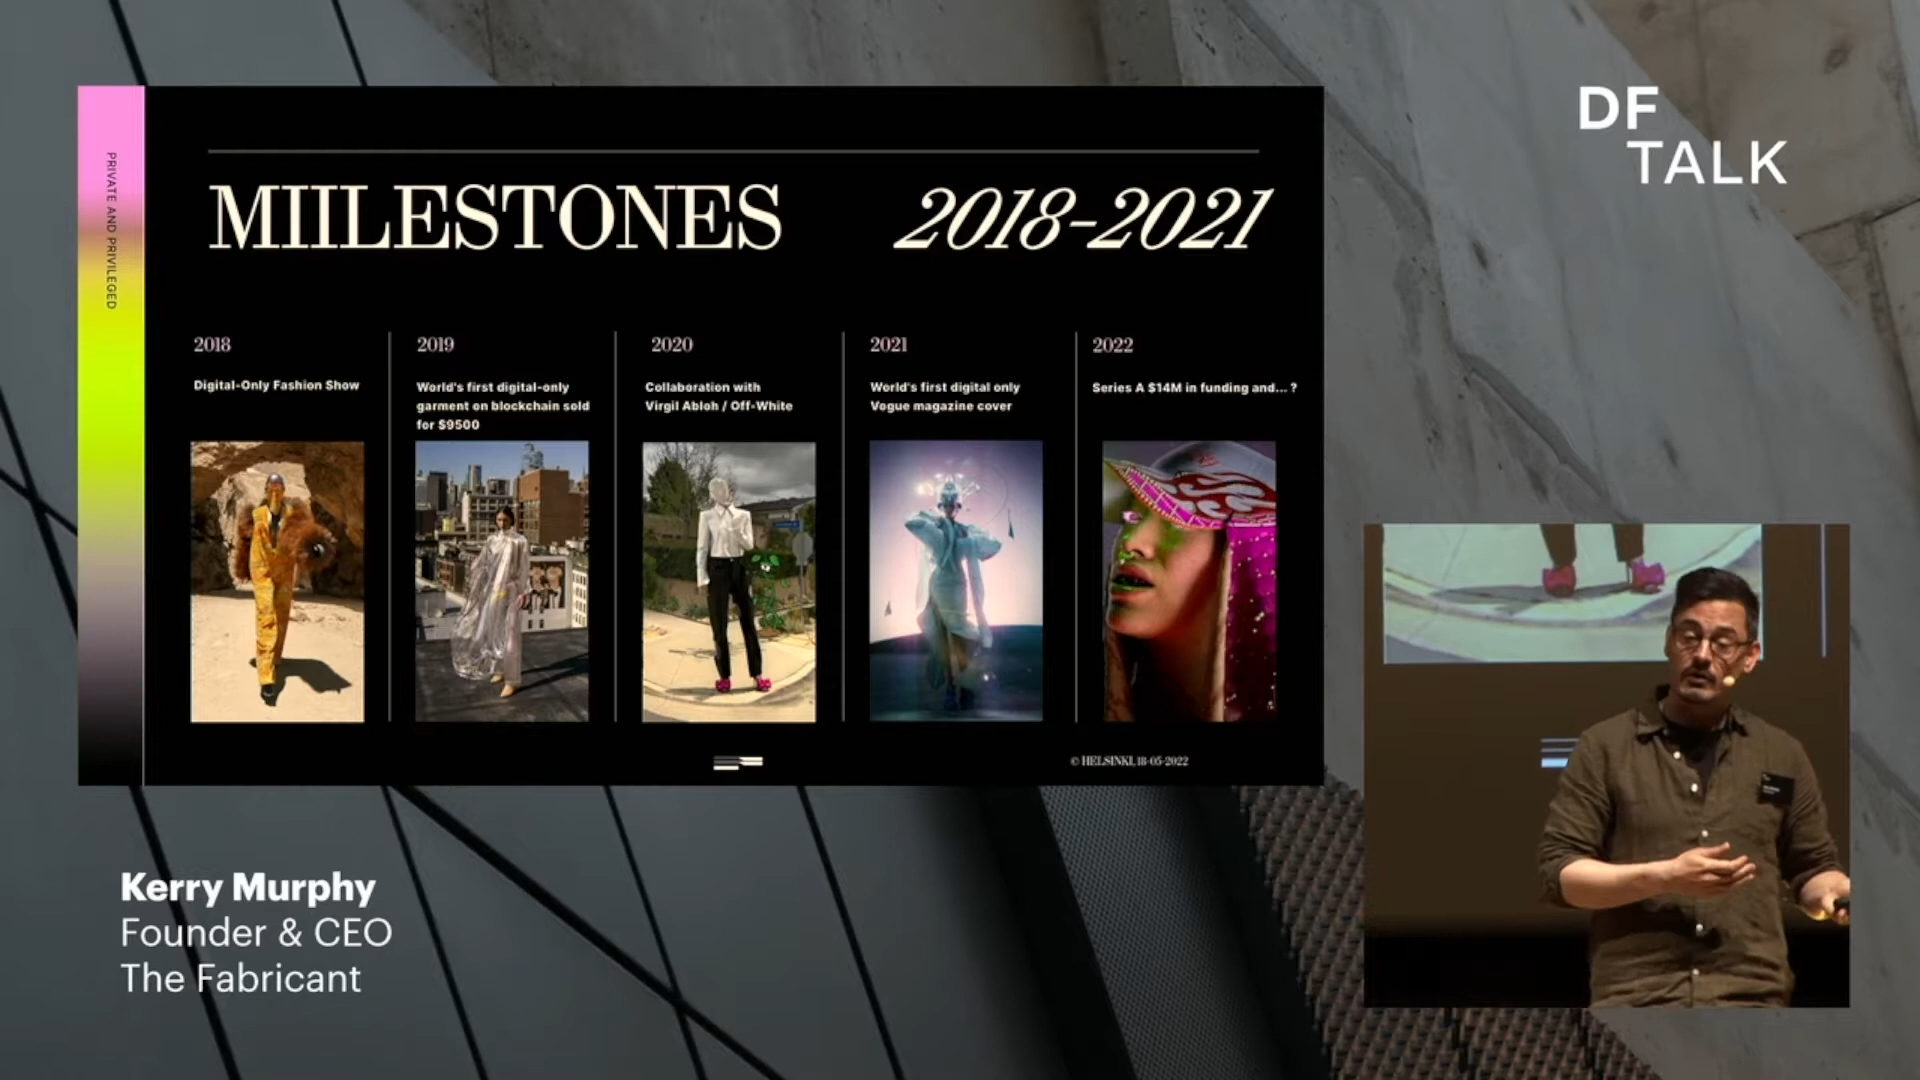 DF
TALK
PRIVATE AND PRIVILEGED
MIILESTONES
2018-2021
2018
Digital-Only Fashion Show
2019
World's first digital-only
garment on blockchain sold
for $9500
2020
Collaboration with
Virgil Abloh / Off-White
2021
World's first digital only
Vogue magazine cover
2022
Series A $14M in funding and... ?
© HELSINKI, 18-05-2022
Kerry Murphy
Founder & CEO
The Fabricant